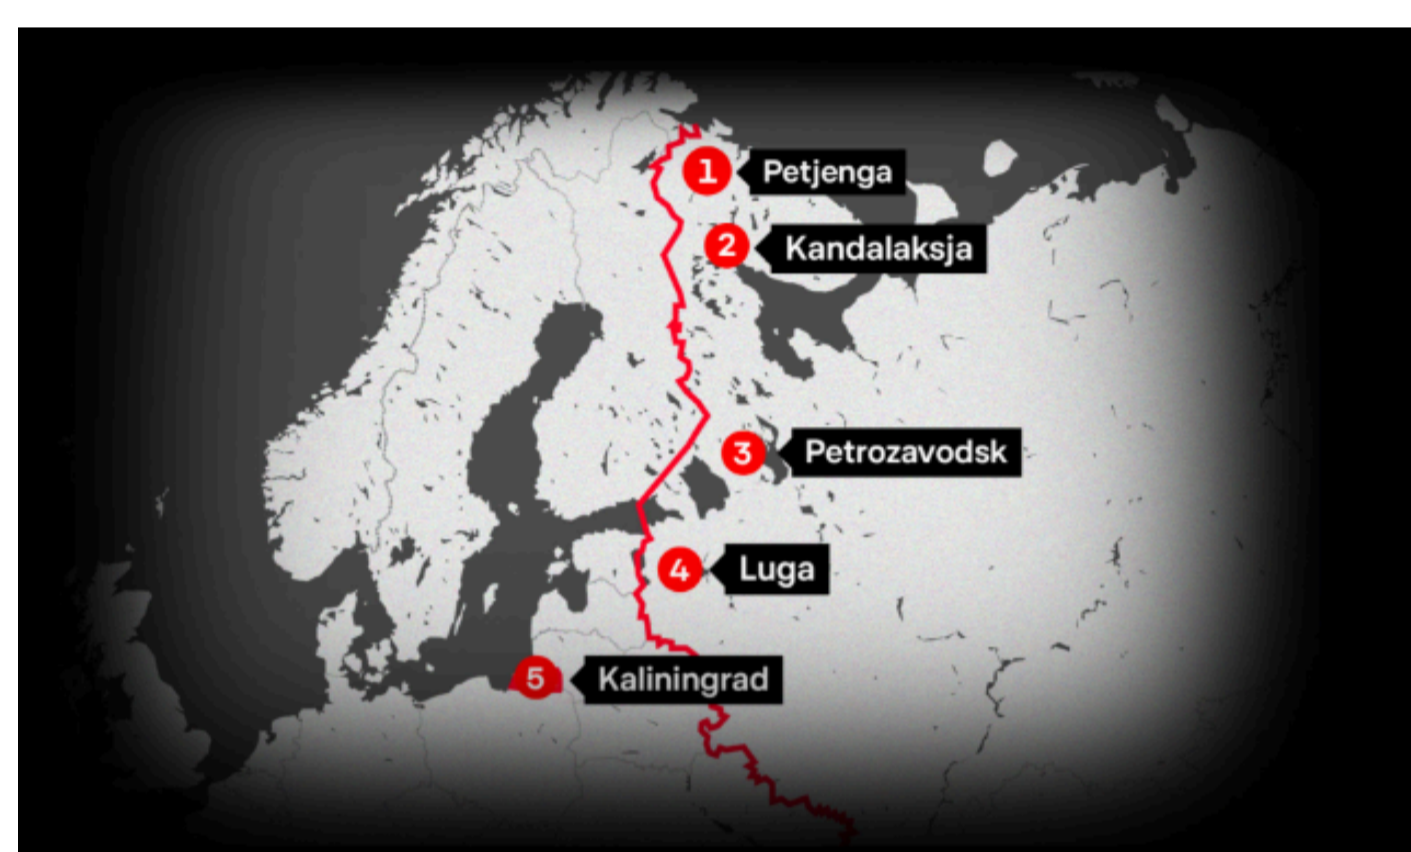 1 Petjenga
2 Kandalaksja
3 Petrozavodsk
4 Luga
5 Kaliningrad